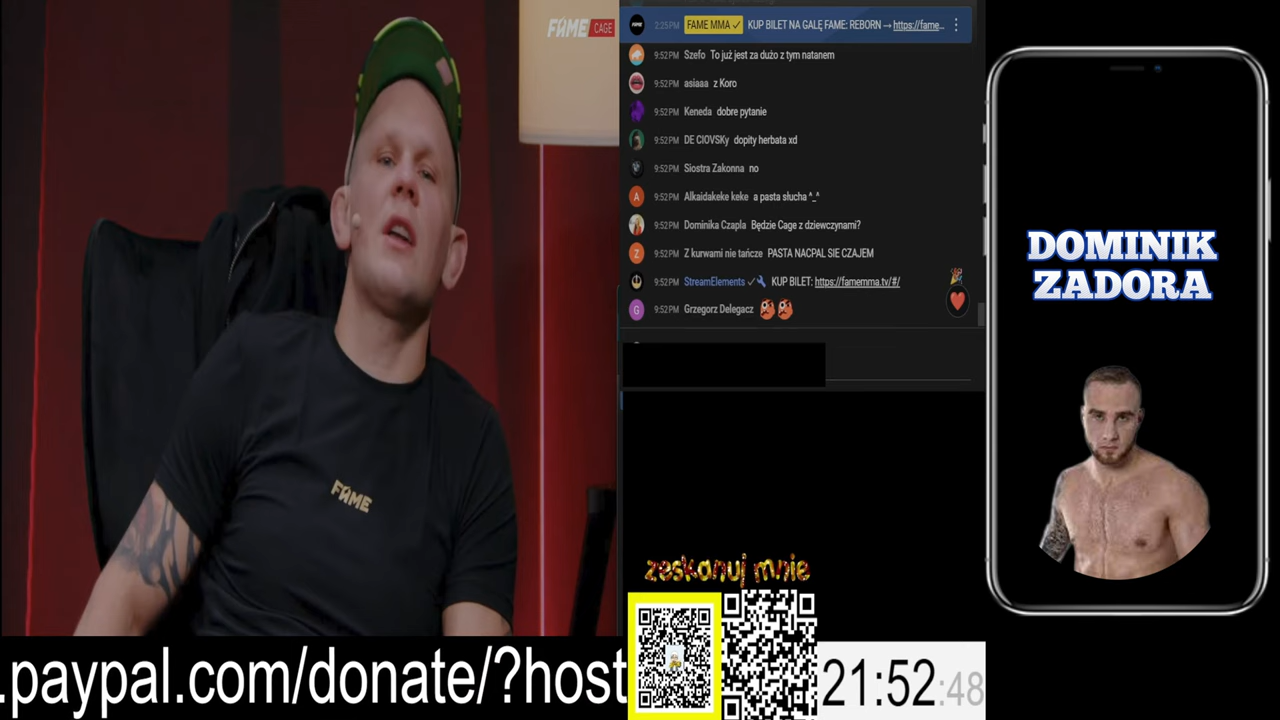 FAME CAGE
2:35PM FAME MMA ✓ KUP BILET NA GALĘ FAME: REBORN → https://fame...
9:52PM Szefo To już jest za dużo z tym natanem
9:52PM asiaaa z Koro
9:52PM Keneda dobre pytanie
9:52PM DE CIOVSKy dopity herbata xd
9:52PM Siostra Zakonna no
A 9:52PM Alkaidakeke keke a pasta słucha ^_^
9:52PM Dominika Czapla Będzie Cage z dziewczynami?
Z 9:52PM Z kurwami nie tańcze PASTA NACPAL SIE CZAJEM
9:52PM StreamElements ✓ KUP BILET: https://famemma.tv/#/
G 9:52PM Grzegorz Delegacz
DOMINIK
ZADORA
FAME
zeskanuj mnie
.paypal.com/donate/?host
21:52:48